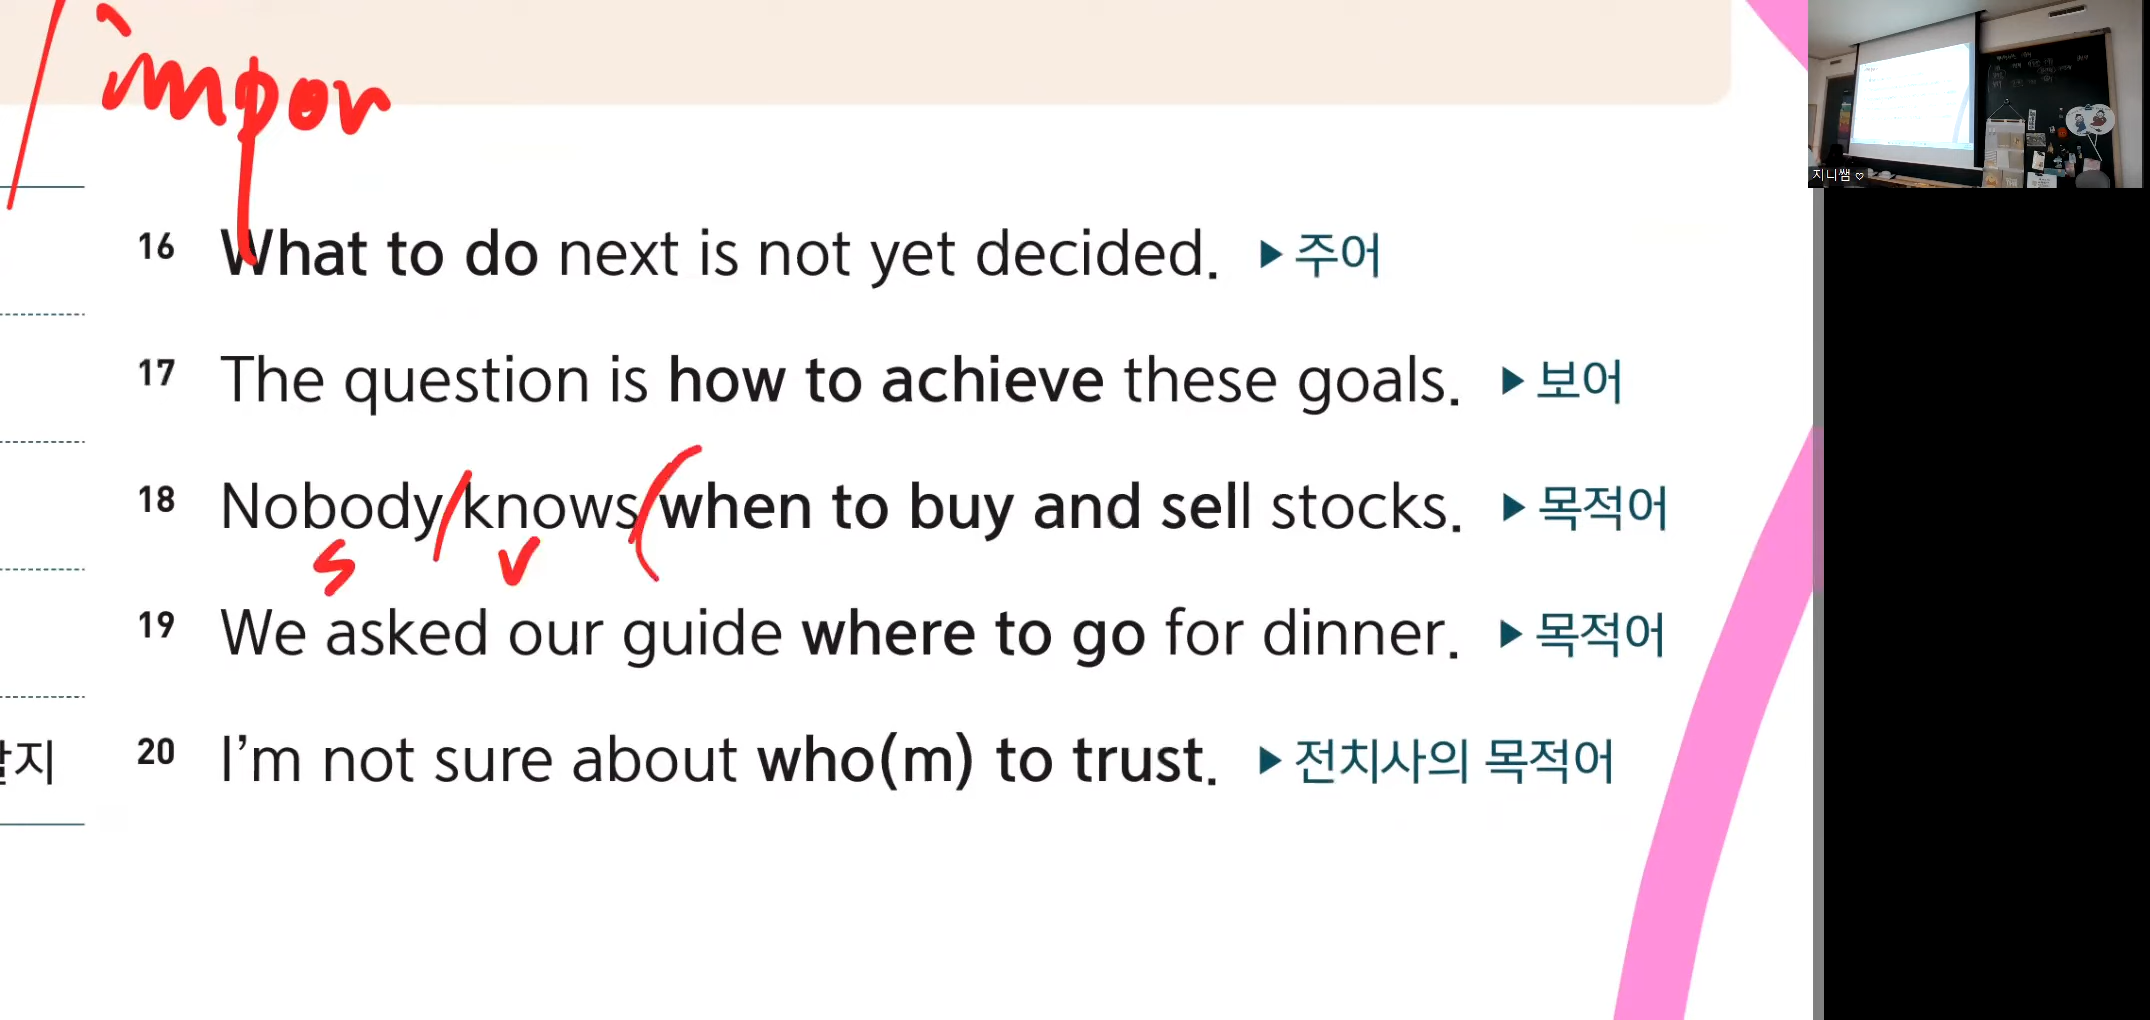 impor
지니쌤 ♡
16 What to do next is not yet decided. ▶ 주어
17 The question is how to achieve these goals. ▶ 보어
18 Nobody / knows / ( when to buy and sell stocks. ▶ 목적어
s v
19 We asked our guide where to go for dinner. ▶ 목적어
지 20 I'm not sure about who(m) to trust. ▶ 전치사의 목적어